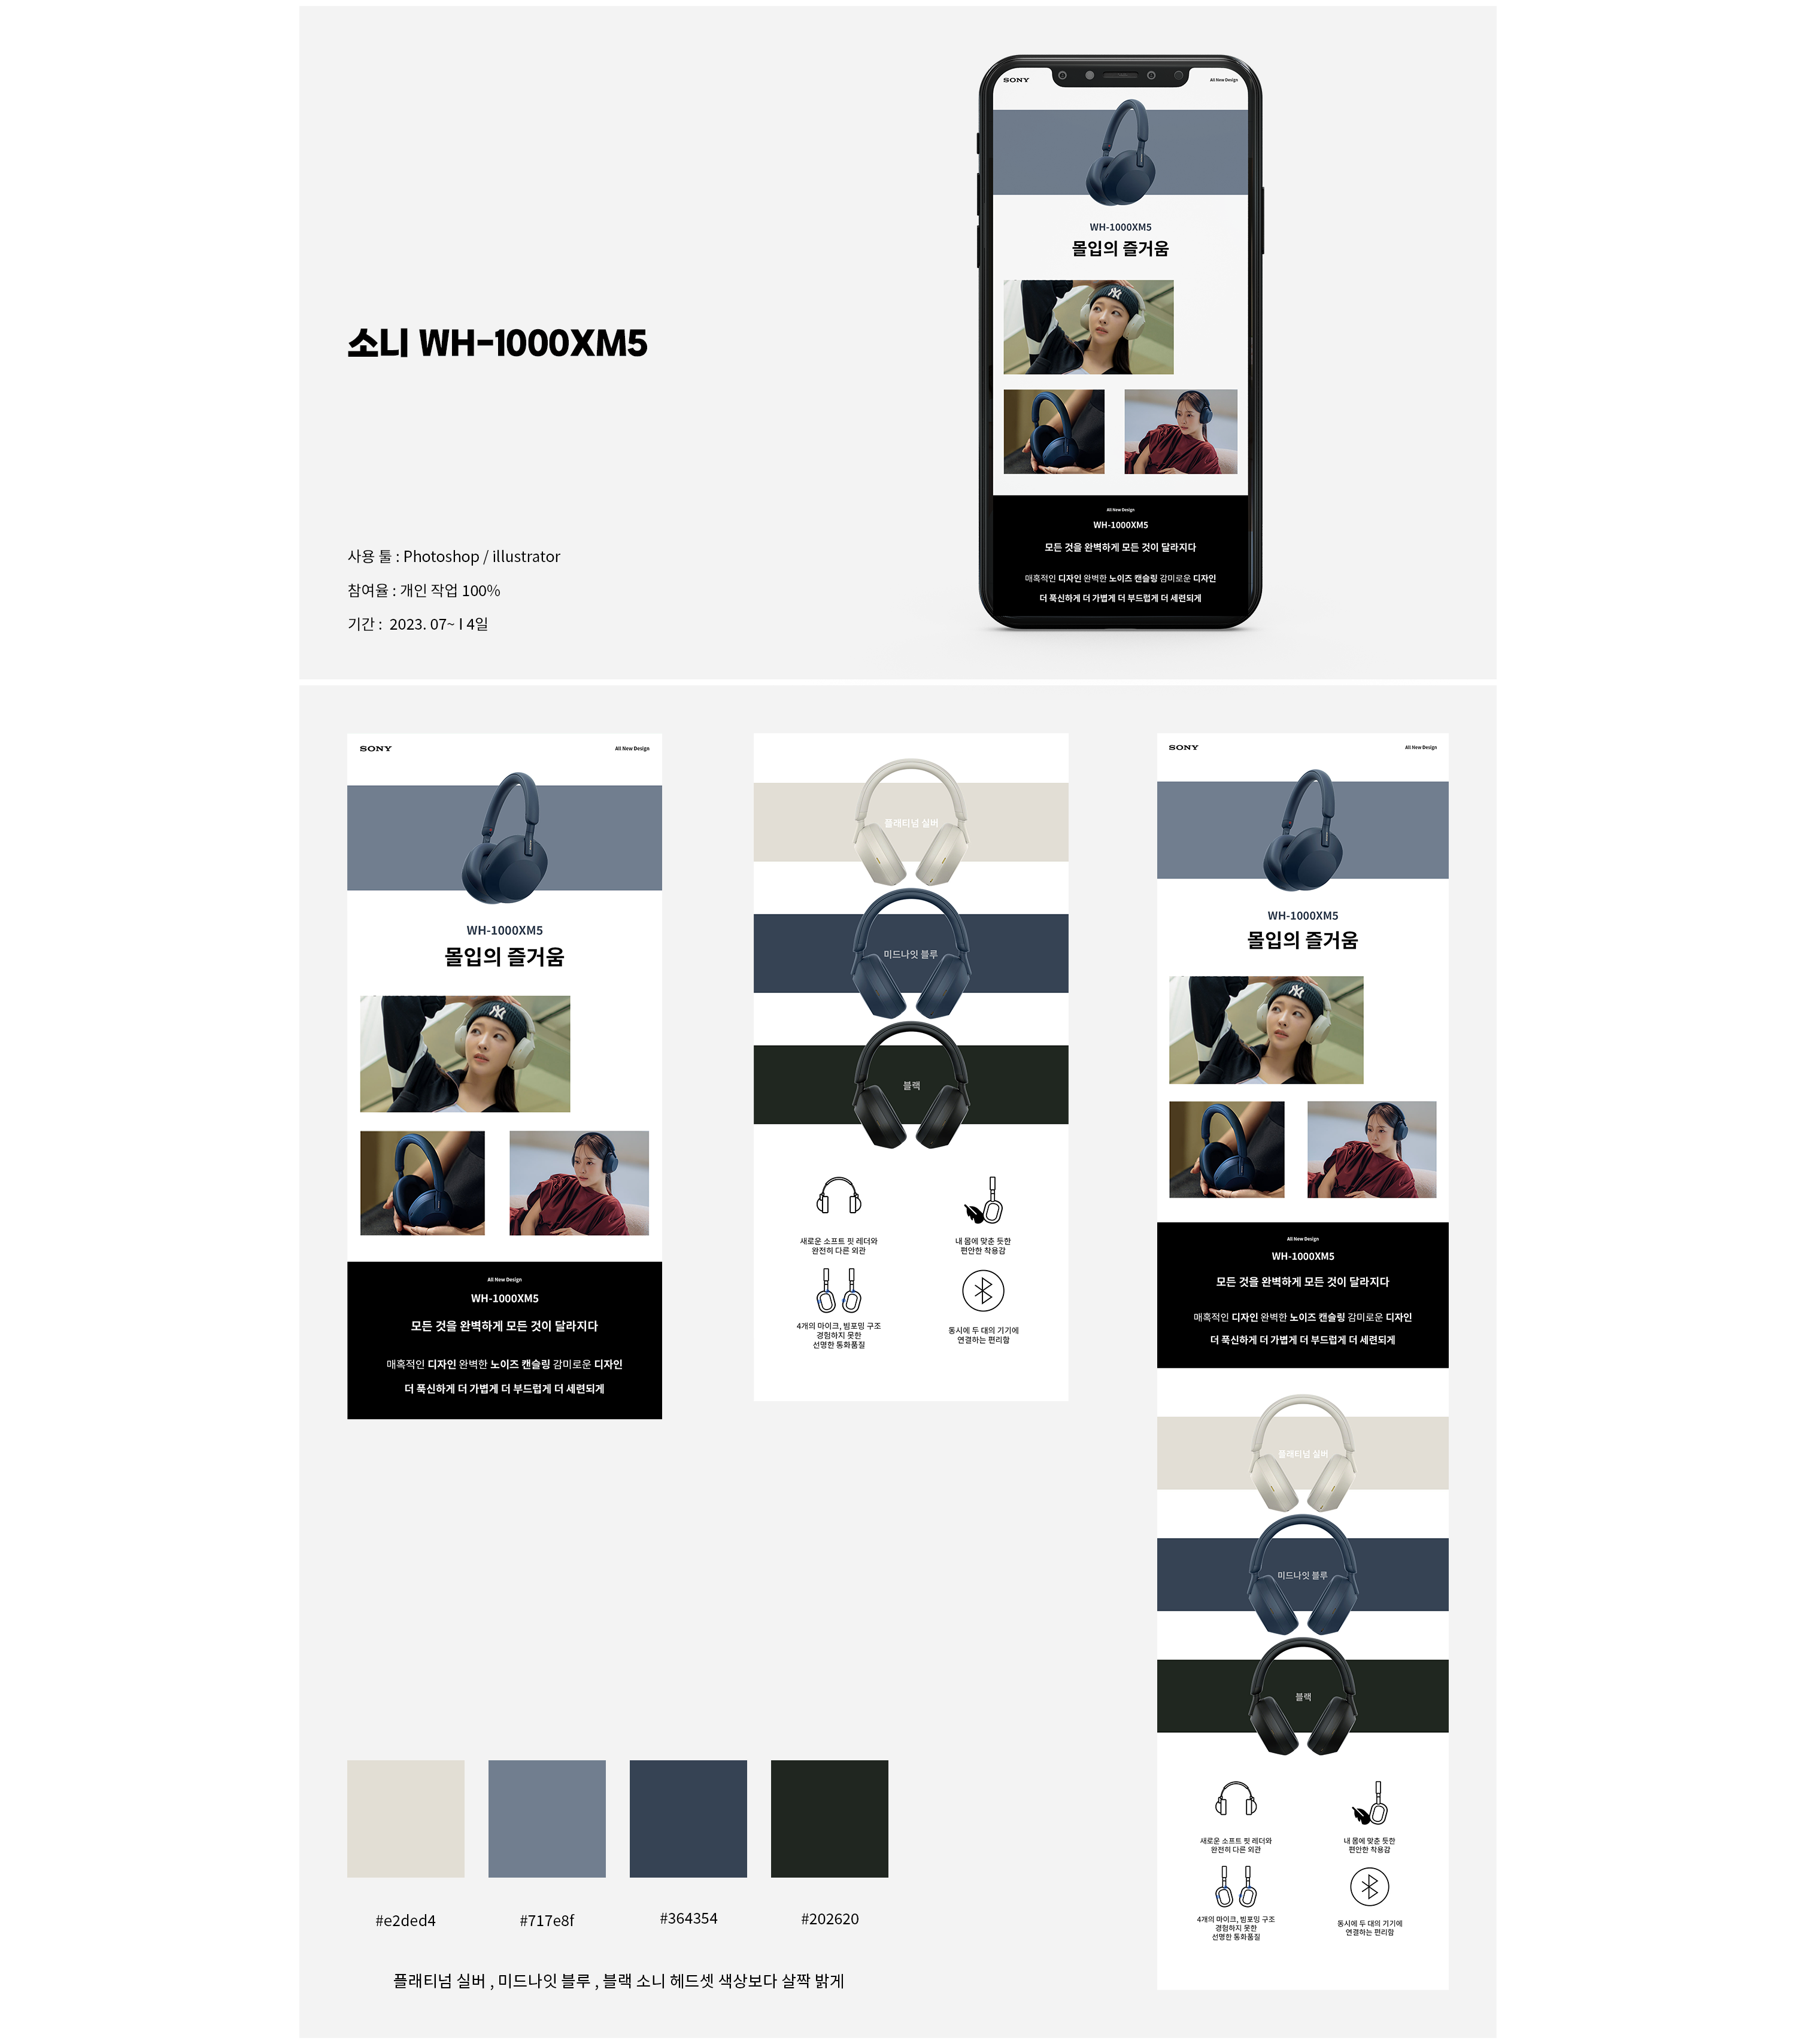 SONY
All New Design
WH-1000XM5
몰입의 즐거움
All New Design
WH-1000XM5
모든 것을 완벽하게 모든 것이 달라지다
매혹적인 디자인 완벽한 노이즈 캔슬링 감미로운 디자인
더 푹신하게 더 가볍게 더 부드럽게 더 세련되게
소니 WH-1000XM5
사용 툴 : Photoshop / illustrator
참여율 : 개인 작업 100%
기간 : 2023. 07~ I 4일
SONY
All New Design
WH-1000XM5
몰입의 즐거움
All New Design
WH-1000XM5
모든 것을 완벽하게 모든 것이 달라지다
매혹적인 디자인 완벽한 노이즈 캔슬링 감미로운 디자인
더 푹신하게 더 가볍게 더 부드럽게 더 세련되게
플래티넘 실버
미드나잇 블루
블랙
새로운 소프트 핏 레더와
완전히 다른 외관
내 몸에 맞춘 듯한
편안한 착용감
4개의 마이크, 빔포밍 구조
경험하지 못한
선명한 통화품질
동시에 두 대의 기기에
연결하는 편리함
SONY
All New Design
WH-1000XM5
몰입의 즐거움
All New Design
WH-1000XM5
모든 것을 완벽하게 모든 것이 달라지다
매혹적인 디자인 완벽한 노이즈 캔슬링 감미로운 디자인
더 푹신하게 더 가볍게 더 부드럽게 더 세련되게
플래티넘 실버
미드나잇 블루
블랙
새로운 소프트 핏 레더와
완전히 다른 외관
내 몸에 맞춘 듯한
편안한 착용감
4개의 마이크, 빔포밍 구조
경험하지 못한
선명한 통화품질
동시에 두 대의 기기에
연결하는 편리함
#e2ded4
#717e8f
#364354
#202620
플래티넘 실버 , 미드나잇 블루 , 블랙 소니 헤드셋 색상보다 살짝 밝게